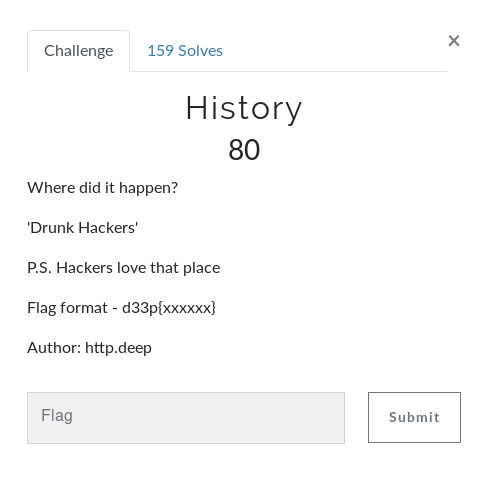 Challenge 159 Solves ×
History
80
Where did it happen?
'Drunk Hackers'
P.S. Hackers love that place
Flag format - d33p{xxxxxx}
Author: http.deep
Flag Submit